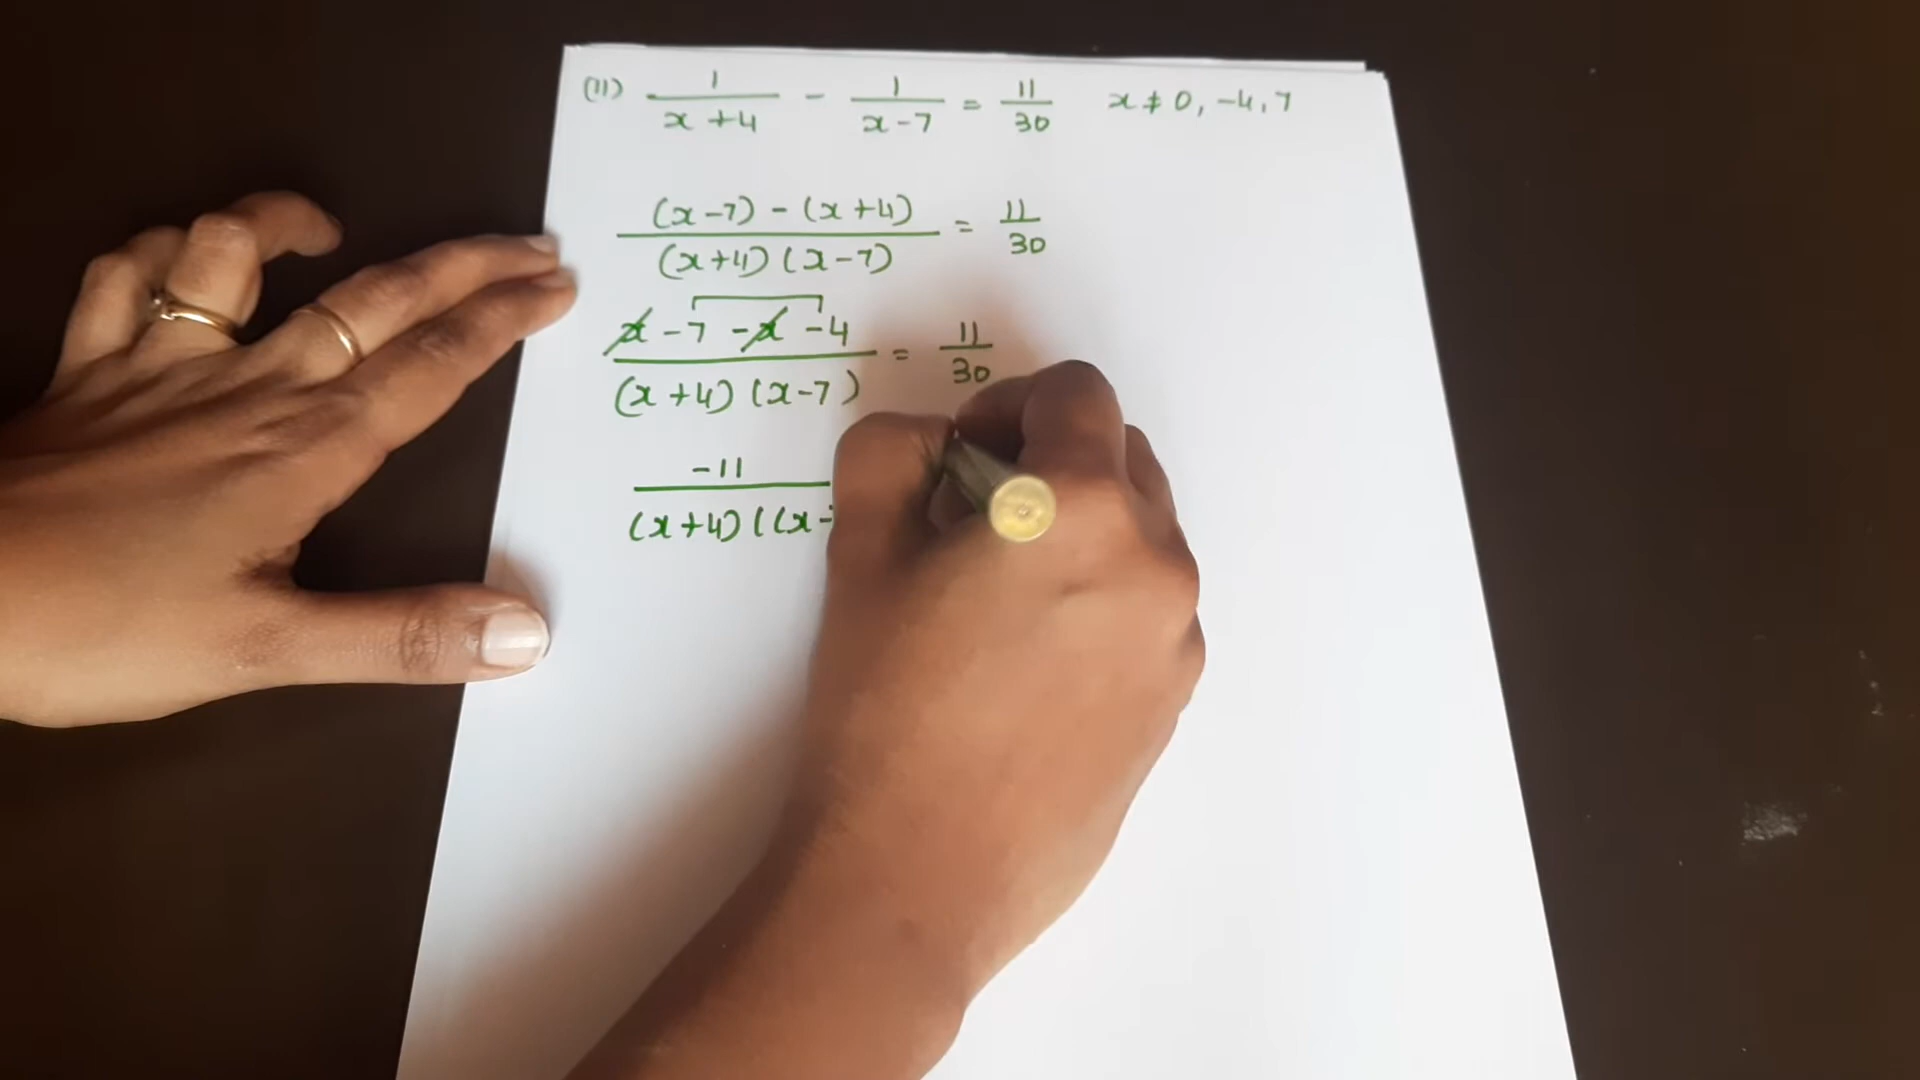 (11) 1/(x+4) - 1/(x-7) = 11/30 x ≠ 0, -4, 7
((x-7) - (x+4))/((x+4)(x-7)) = 11/30
(x - 7 - x - 4)/((x+4)(x-7)) = 11/30
-11/((x+4)((x-